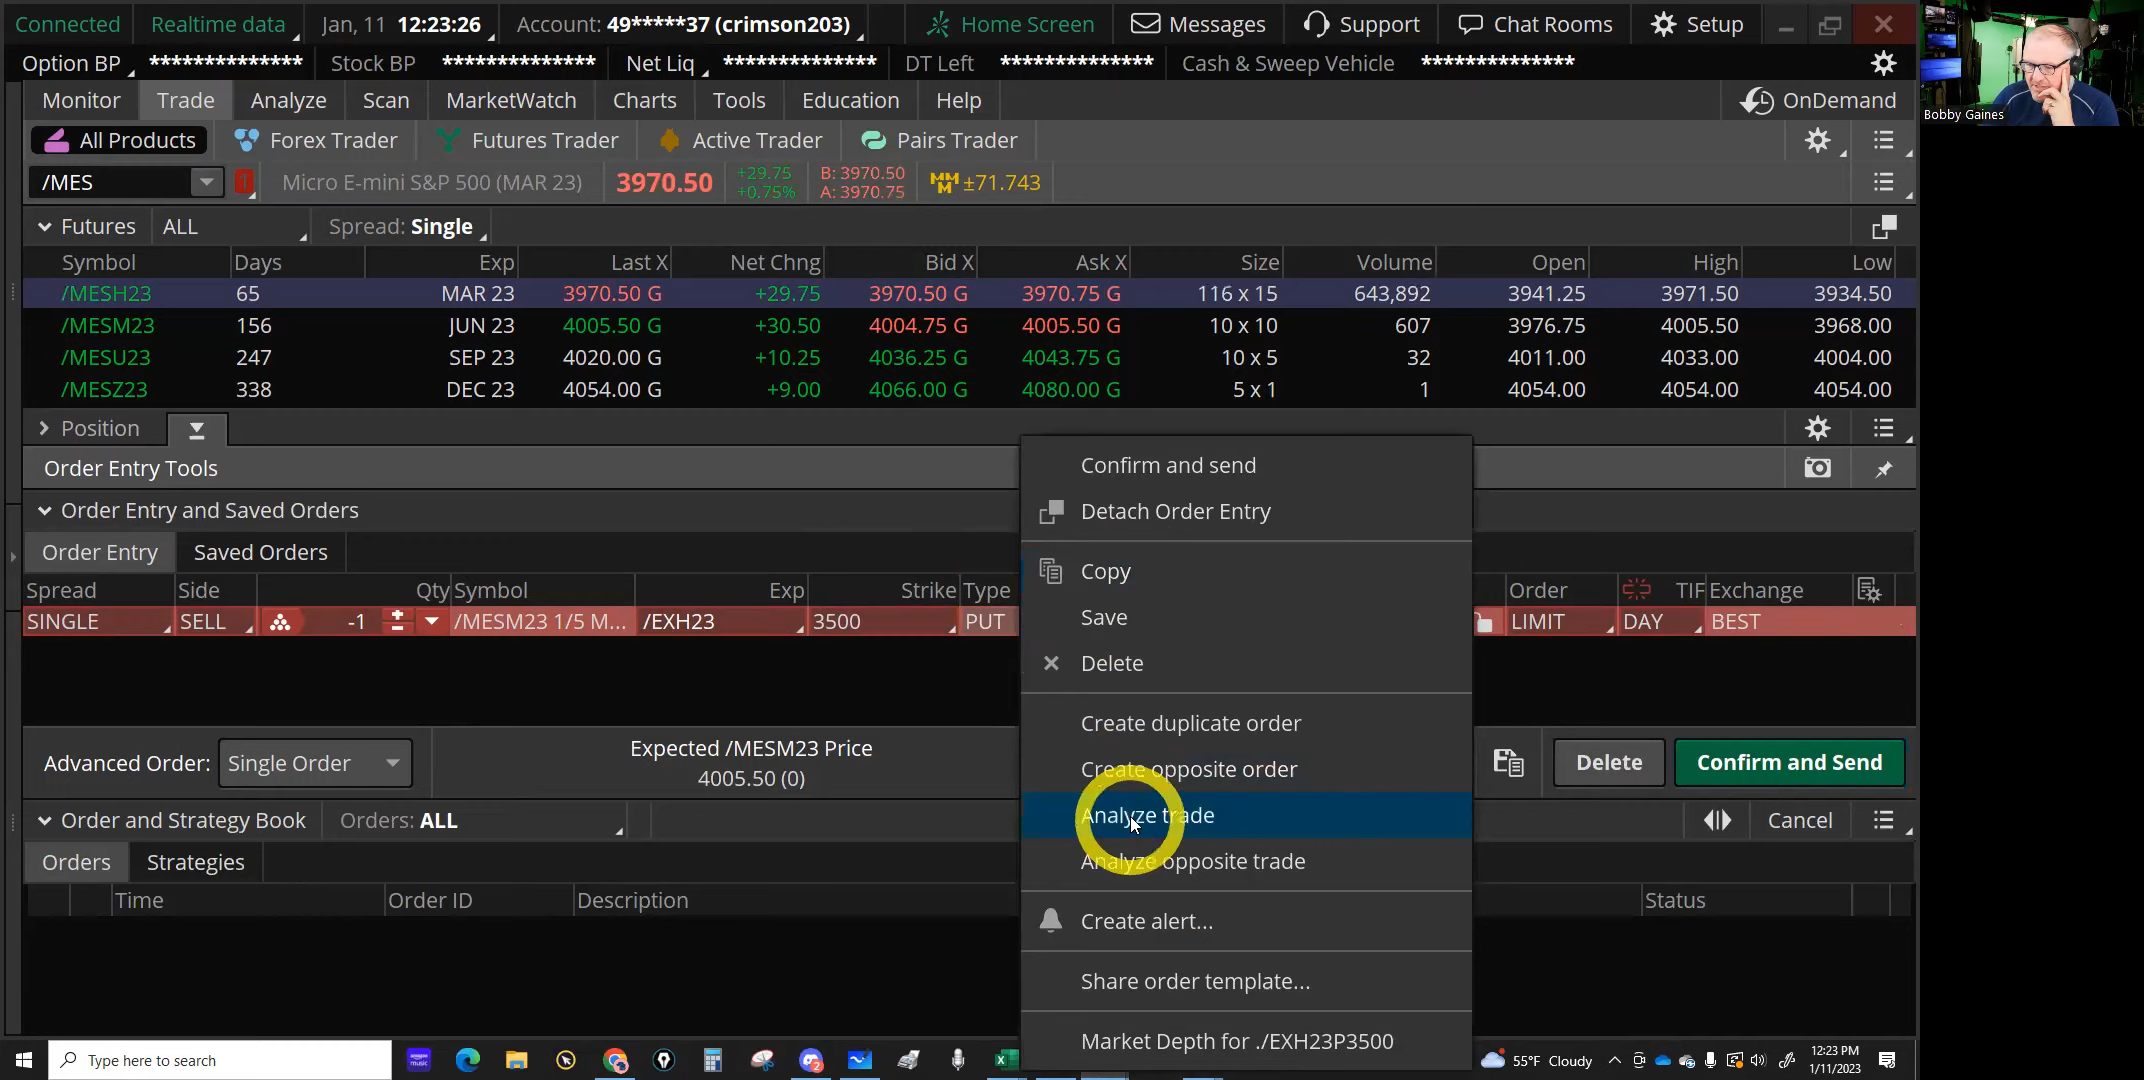 Connected Realtime data Jan, 11 12:23:26 Account: 49*****37 (crimson203) Home Screen Messages Support Chat Rooms Setup
Option BP ************** Stock BP ************** Net Liq ************** DT Left ************** Cash & Sweep Vehicle **************
Monitor Trade Analyze Scan MarketWatch Charts Tools Education Help OnDemand
Bobby Gaines
All Products Forex Trader Futures Trader Active Trader Pairs Trader
/MES Micro E-mini S&P 500 (MAR 23) 3970.50 +29.75 +0.75% B: 3970.50 A: 3970.75 MMM ±71.743
Futures ALL Spread: Single
Symbol Days Exp Last X Net Chng Bid X Ask X Size Volume Open High Low
/MESH23 65 MAR 23 3970.50 G +29.75 3970.50 G 3970.75 G 116 x 15 643,892 3941.25 3971.50 3934.50
/MESM23 156 JUN 23 4005.50 G +30.50 4004.75 G 4005.50 G 10 x 10 607 3976.75 4005.50 3968.00
/MESU23 247 SEP 23 4020.00 G +10.25 4036.25 G 4043.75 G 10 x 5 32 4011.00 4033.00 4004.00
/MESZ23 338 DEC 23 4054.00 G +9.00 4066.00 G 4080.00 G 5 x 1 1 4054.00 4054.00 4054.00
Position
Order Entry Tools
Order Entry and Saved Orders
Order Entry Saved Orders
Spread Side Qty Symbol Exp Strike Type Order TIF Exchange
SINGLE SELL -1 /MESM23 1/5 M... /EXH23 3500 PUT LIMIT DAY BEST
Advanced Order: Single Order Expected /MESM23 Price Delete Confirm and Send
4005.50 (0)
Order and Strategy Book Orders: ALL Cancel
Orders Strategies
Time Order ID Description Status
Confirm and send
Detach Order Entry
Copy
Save
Delete
Create duplicate order
Create opposite order
Analyze trade
Analyze opposite trade
Create alert...
Share order template...
Market Depth for ./EXH23P3500
Type here to search 55°F Cloudy 12:23 PM
1/11/2023